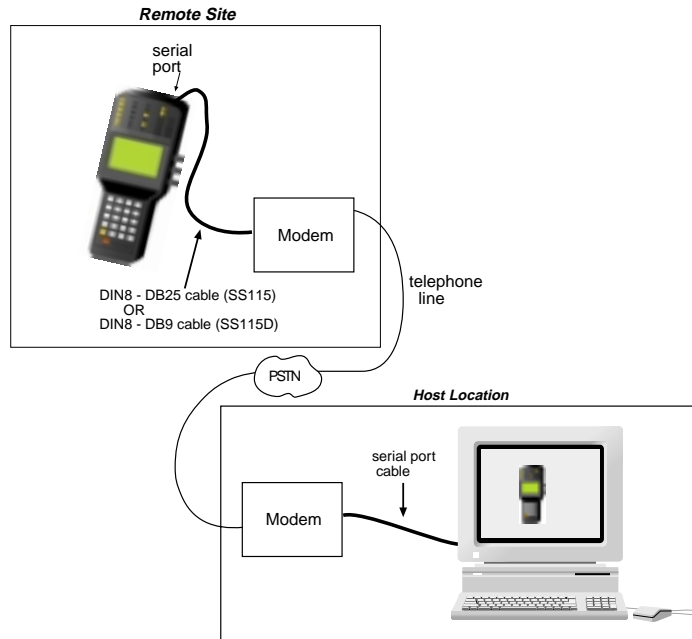 Remote Site
serial
port
Modem
DIN8 - DB25 cable (SS115)
OR
DIN8 - DB9 cable (SS115D)
telephone
line
PSTN
Host Location
serial port
cable
Modem